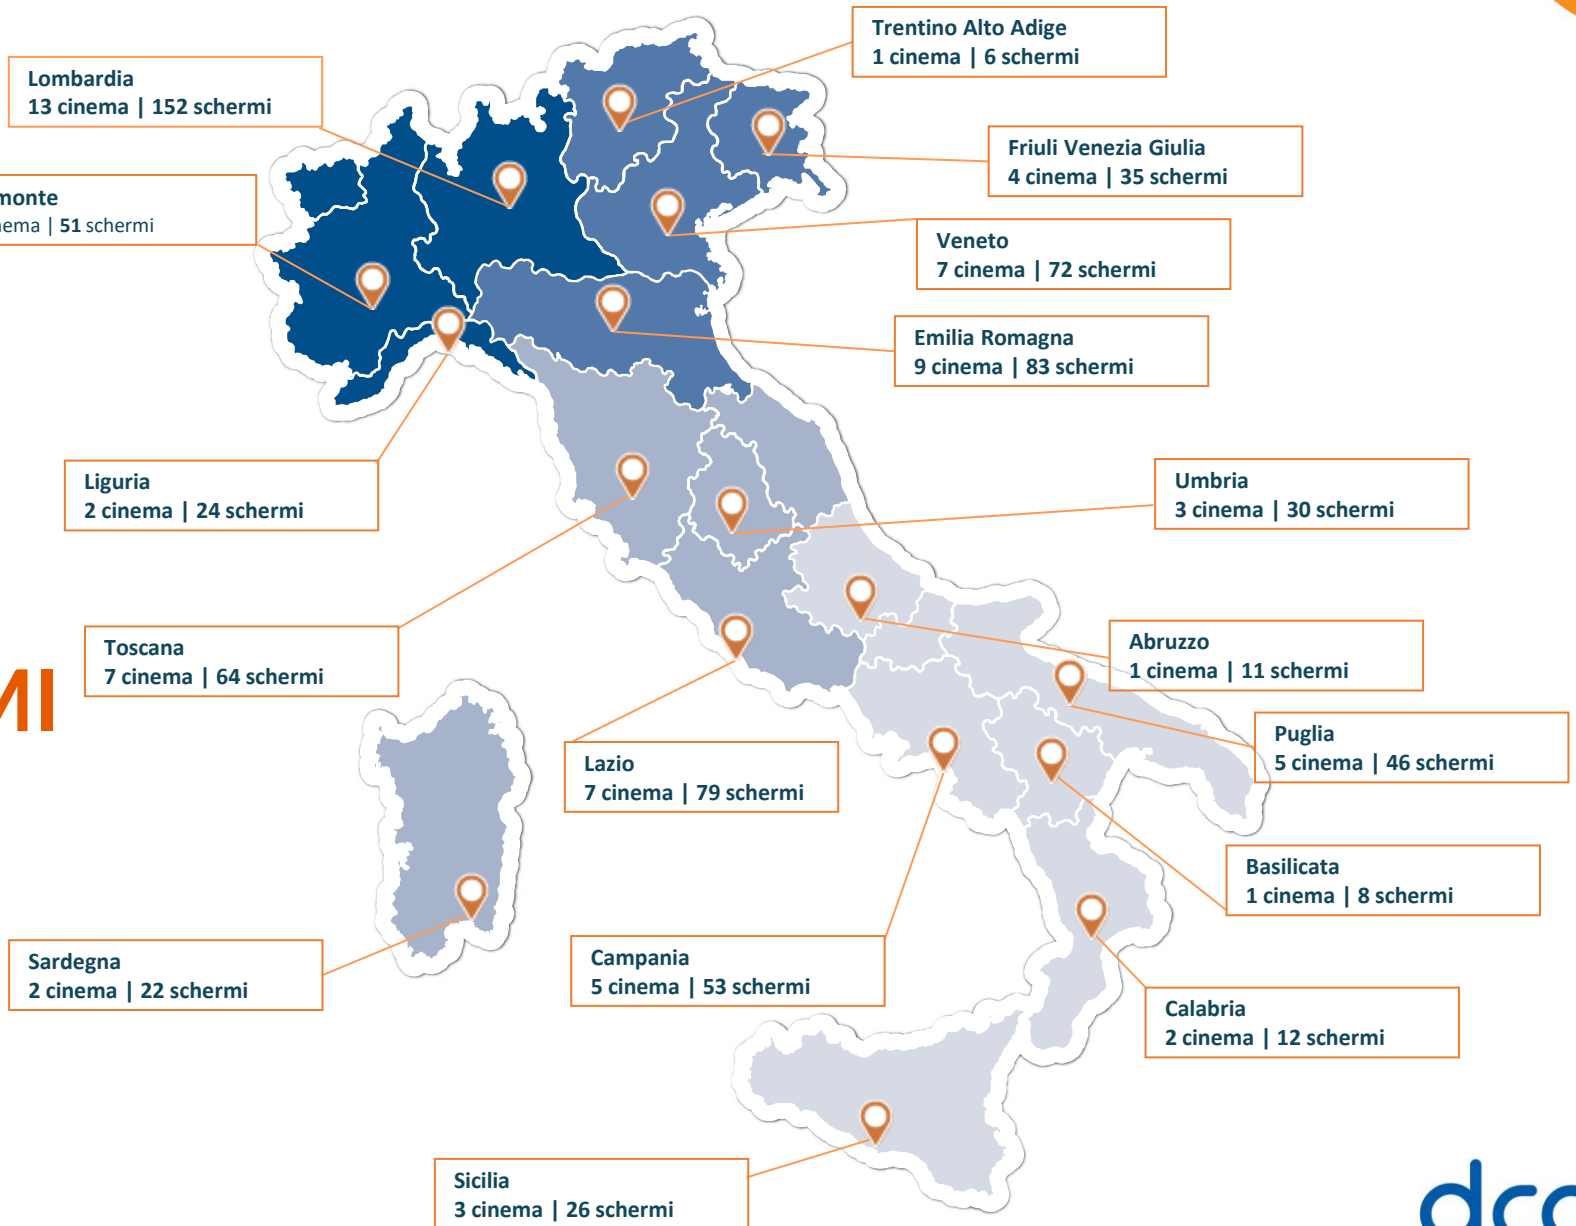 Trentino Alto Adige
1 cinema | 6 schermi
Lombardia
13 cinema | 152 schermi
Friuli Venezia Giulia
4 cinema | 35 schermi
monte
nema | 51 schermi
Veneto
7 cinema | 72 schermi
Emilia Romagna
9 cinema | 83 schermi
Liguria
2 cinema | 24 schermi
Umbria
3 cinema | 30 schermi
Toscana
7 cinema | 64 schermi
Abruzzo
1 cinema | 11 schermi
MI
Puglia
5 cinema | 46 schermi
Lazio
7 cinema | 79 schermi
Basilicata
1 cinema | 8 schermi
Sardegna
2 cinema | 22 schermi
Campania
5 cinema | 53 schermi
Calabria
2 cinema | 12 schermi
Sicilia
3 cinema | 26 schermi